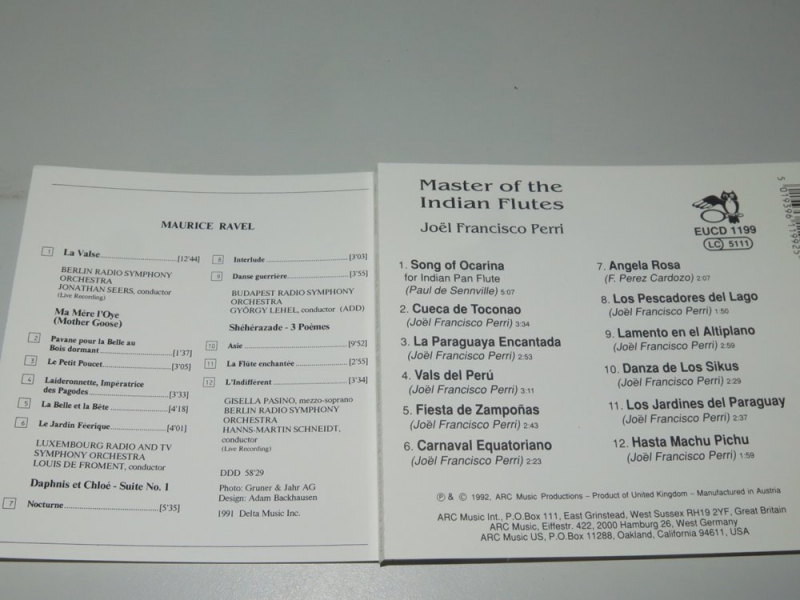 MAURICE RAVEL
1 La Valse [12'44]
BERLIN RADIO SYMPHONY
ORCHESTRA
JONATHAN SEERS, conductor
(Live Recording)
Ma Mére l'Oye
(Mother Goose)
2 Pavane pour la Belle au
Bois dormant [1'37]
3 Le Petit Poucet [3'05]
4 Laideronnette, Impératrice
des Pagodes [3'33]
5 La Belle et la Bête [4'18]
6 Le Jardin Féerique [4'01]
LUXEMBOURG RADIO AND TV
SYMPHONY ORCHESTRA
LOUIS DE FROMENT, conductor
Daphnis et Chloé - Suite No. 1
7 Nocturne [5'35]
8 Interlude [3'03]
9 Danse guerrière [3'55]
BUDAPEST RADIO SYMPHONY
ORCHESTRA
GYÖRGY LEHEL, conductor (ADD)
Shéhérazade - 3 Poèmes
10 Asie [9'52]
11 La Flûte enchantée [2'55]
12 L'Indifférent [3'34]
GISELLA PASINO, mezzo-soprano
BERLIN RADIO SYMPHONY
ORCHESTRA
HANNS-MARTIN SCHNEIDT,
conductor
(Live Recording)
DDD 58'29
Photo: Gruner & Jahr AG
Design: Adam Backhausen
1991 Delta Music Inc.
Master of the
Indian Flutes
Joël Francisco Perri
EUCD 1199
LC 5111
1. Song of Ocarina
for Indian Pan Flute
(Paul de Sennville) 5:07
2. Cueca de Toconao
(Joël Francisco Perri) 3:34
3. La Paraguaya Encantada
(Joël Francisco Perri) 2:53
4. Vals del Perú
(Joël Francisco Perri) 3:11
5. Fiesta de Zampoñas
(Joël Francisco Perri) 2:43
6. Carnaval Equatoriano
(Joël Francisco Perri) 2:23
7. Angela Rosa
(F. Perez Cardozo) 2:07
8. Los Pescadores del Lago
(Joël Francisco Perri) 1:50
9. Lamento en el Altiplano
(Joël Francisco Perri) 2:59
10. Danza de Los Sikus
(Joël Francisco Perri) 2:29
11. Los Jardines del Paraguay
(Joël Francisco Perri) 2:37
12. Hasta Machu Pichu
(Joël Francisco Perri) 1:59
℗ & © 1992, ARC Music Productions – Product of United Kingdom – Manufactured in Austria
ARC Music Int., P.O.Box 111, East Grinstead, West Sussex RH19 2YF, Great Britain
ARC Music, Eiffestr. 422, 2000 Hamburg 26, West Germany
ARC Music US, P.O.Box 11288, Oakland, California 94611, USA